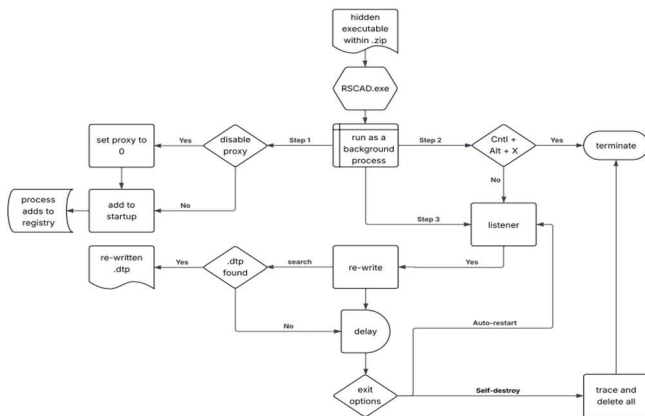 hidden
executable
within .zip
RSCAD.exe
set proxy to
0
Yes
disable
proxy
Step 1
run as a
background
process
Step 2
Cntl +
Alt + X
Yes
terminate
No
No
process
adds to
registry
add to
startup
Step 3
listener
re-written
.dtp
Yes
.dtp
found
search
re-write
Yes
No
delay
Auto-restart
exit
options
Self-destroy
trace and
delete all